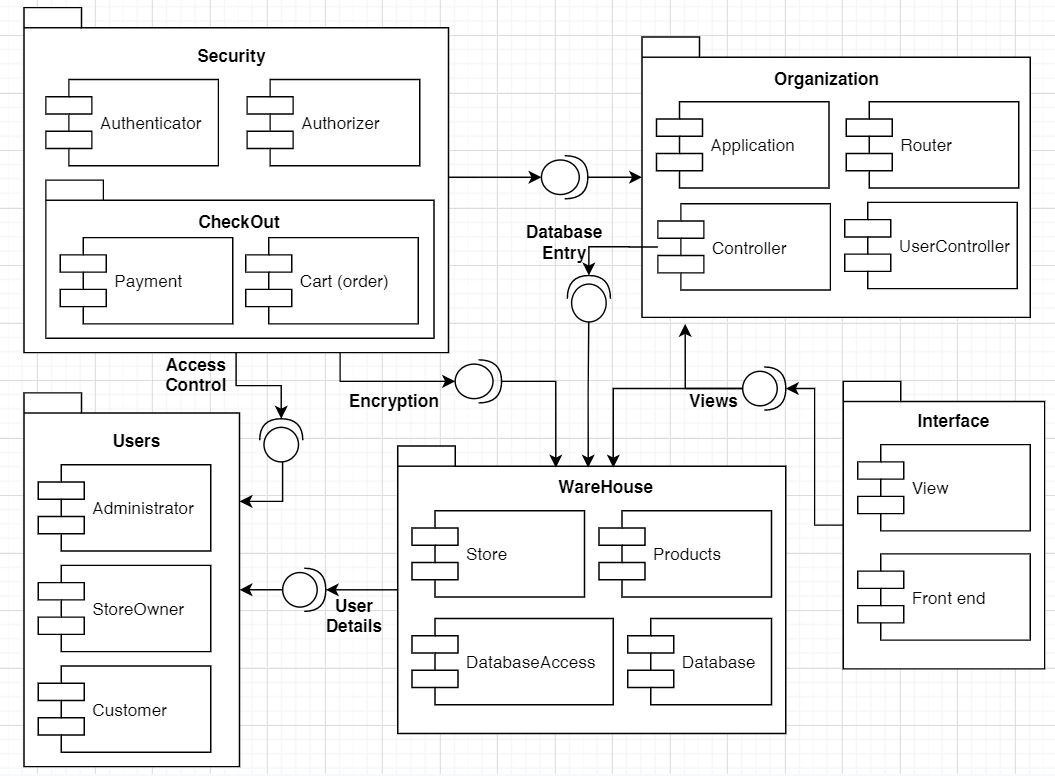 Security
Authenticator
Authorizer
CheckOut
Payment
Cart (order)
Organization
Application
Router
Controller
UserController
Database
Entry
Access
Control
Encryption
Views
Users
Administrator
StoreOwner
Customer
User
Details
WareHouse
Store
Products
DatabaseAccess
Database
Interface
View
Front end